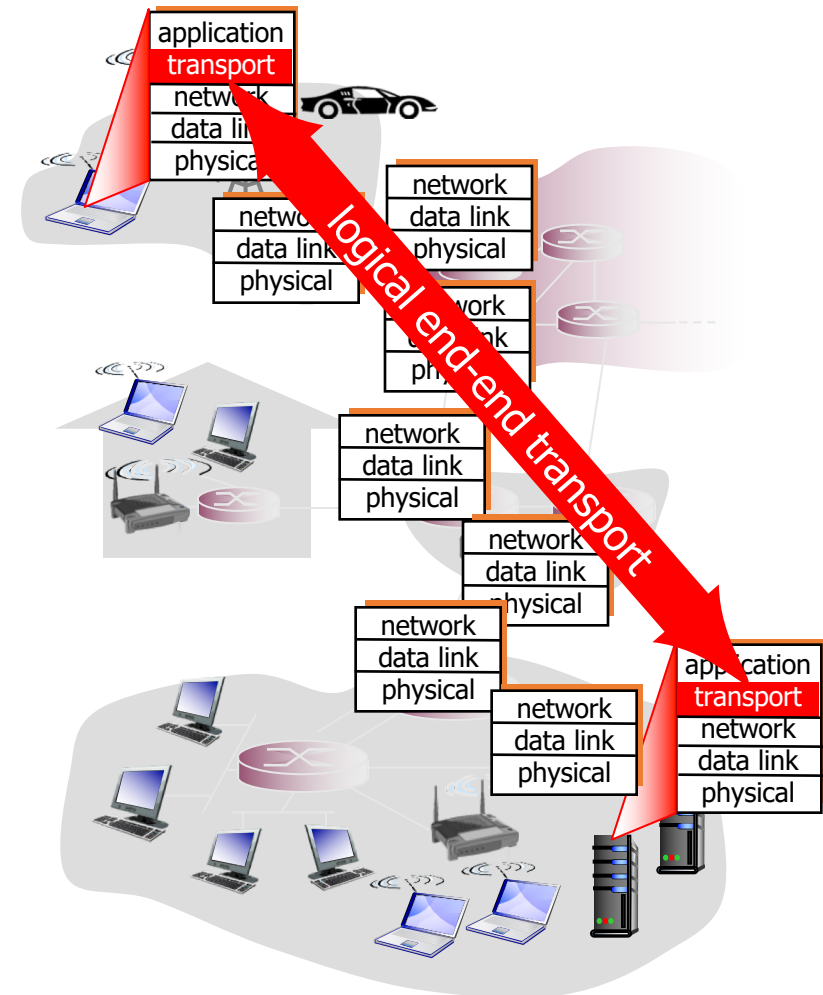 application
transport
network
data link
physical
network
data link
physical
network
data link
physical
logical end-end transport
network
data link
physical
network
data link
physical
network
data link
physical
application
transport
network
data link
physical
network
data link
physical